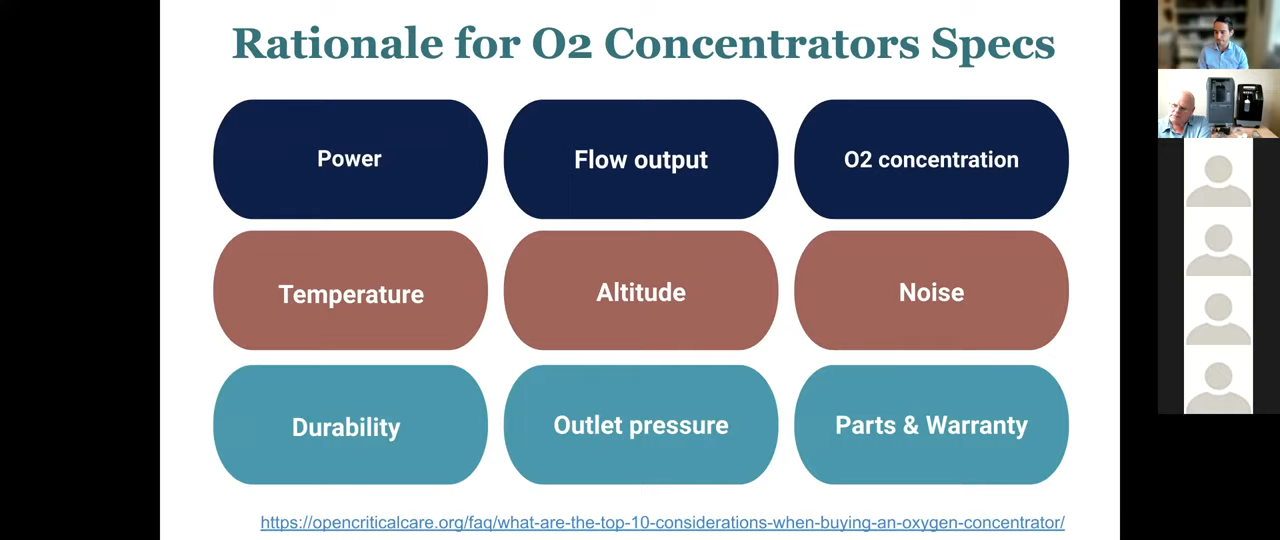 Rationale for O2 Concentrators Specs
Power
Flow output
O2 concentration
Temperature
Altitude
Noise
Durability
Outlet pressure
Parts & Warranty
https://opencriticalcare.org/faq/what-are-the-top-10-considerations-when-buying-an-oxygen-concentrator/